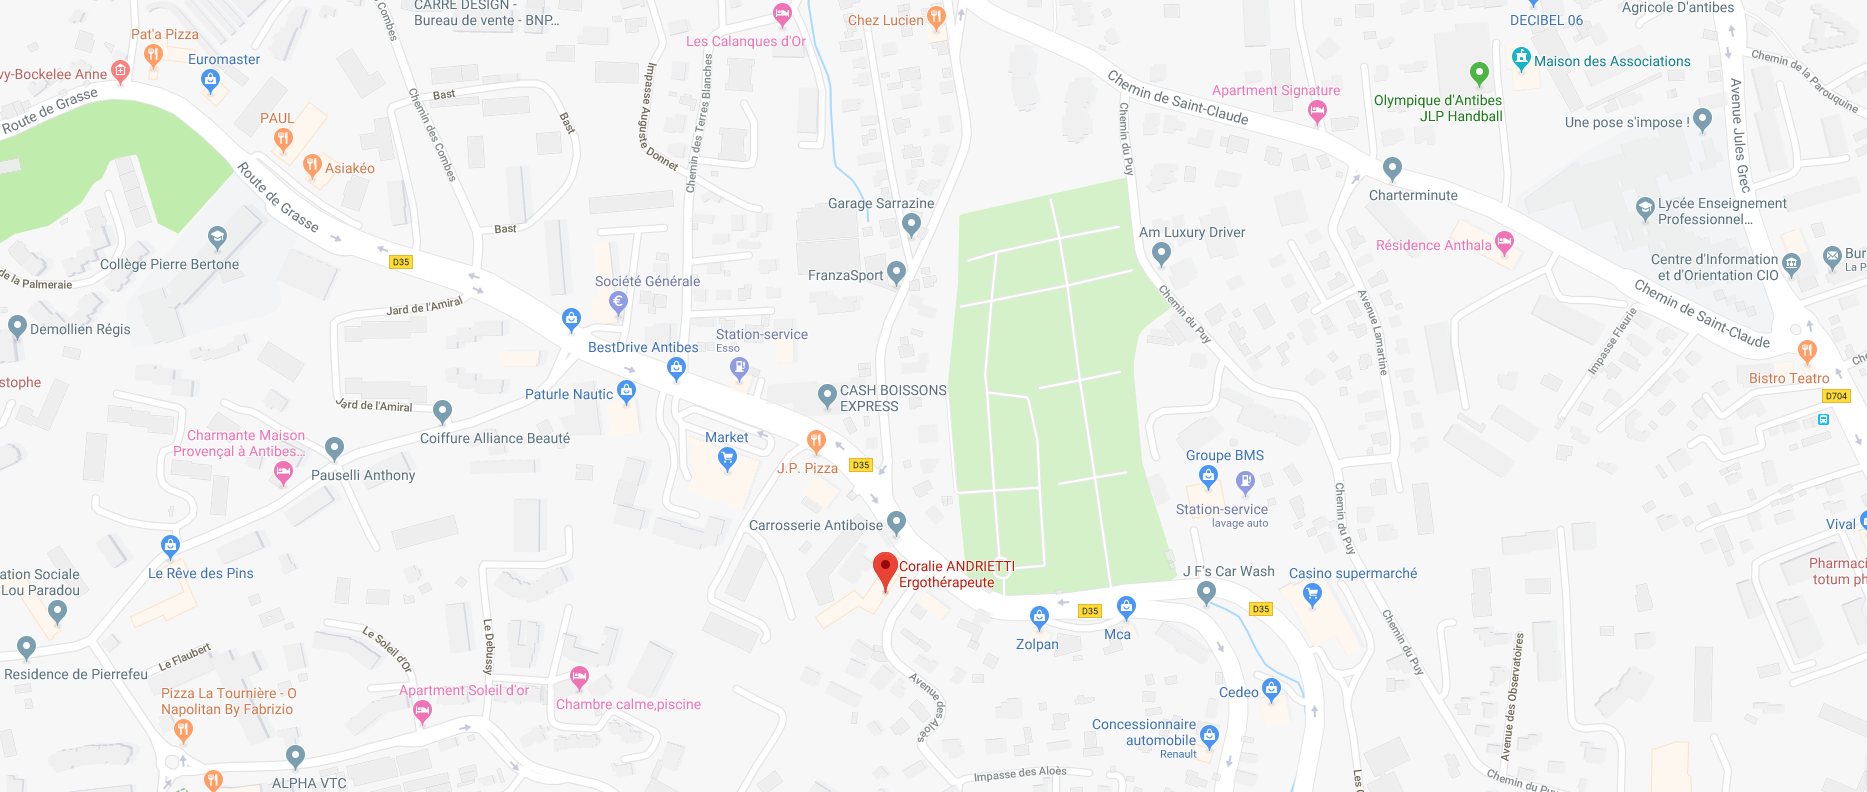 CARRE DESIGN -
Bureau de vente - BNP...
Pat'a Pizza
Euromaster
vy-Bockelee Anne
Route de Grasse
PAUL
Asiakéo
Route de Grasse
Collège Pierre Bertone
de la Palmeraie
Demollien Régis
stophe
Chemin des Combes
Bast
Bast
Bast
D35
Jard de l'Amiral
Jard de l'Amiral
Les Calanques d'Or
Chez Lucien
Impasse Auguste Donnet
Chemin des Terres Blanches
Garage Sarrazine
FranzaSport
Société Générale
Station-service
Esso
BestDrive Antibes
Paturle Nautic
CASH BOISSONS
EXPRESS
Coiffure Alliance Beauté
Charmante Maison
Provençal à Antibes...
Pauselli Anthony
Market
J.P. Pizza
D35
Carrosserie Antiboise
Coralie ANDRIETTI
Ergothérapeute
Le Rêve des Pins
ation Sociale
Lou Paradou
Residence de Pierrefeu
Le Flaubert
Le Soleil d'Or
Le Debussy
Pizza La Tournière - O
Napolitan By Fabrizio
Apartment Soleil d'or
Chambre calme,piscine
ALPHA VTC
Avenue des Aloès
Impasse des Aloès
Zolpan
D35
Mca
J F's Car Wash
D35
Casino supermarché
Cedeo
Concessionnaire
automobile
Renault
Groupe BMS
Station-service
lavage auto
Chemin du Puy
Chemin du Puy
Chemin du Puy
Chemin du Puy
Chemin du Puy
Am Luxury Driver
Chemin de Saint-Claude
Apartment Signature
Olympique d'Antibes
JLP Handball
DECIBEL 06
Maison des Associations
Agricole D'antibes
Chemin de la Parouquine
Avenue Jules Grec
Une pose s'impose !
Charterminute
Lycée Enseignement
Professionnel...
Résidence Anthala
Centre d'Information
et d'Orientation CIO
Bur
La P
Chemin de Saint-Claude
Avenue Lamartine
Impasse Fleurie
Bistro Teatro
D704
Vival
Pharmaci
totum ph
Avenue des Observatoires